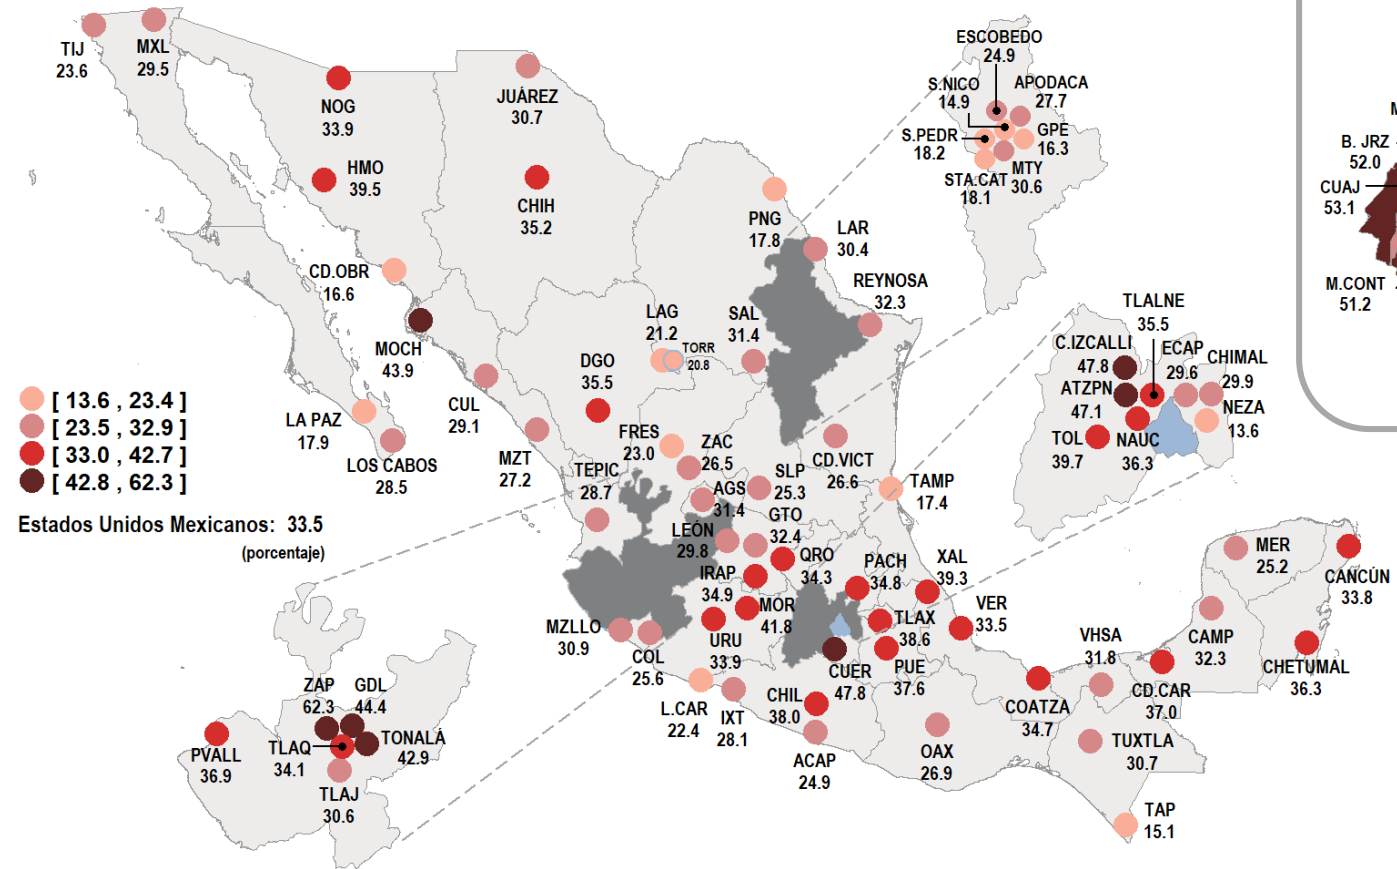 TIJ
23.6
MXL
29.5
NOG
33.9
HMO
39.5
JUÁREZ
30.7
CHIH
35.2
CD.OBR
16.6
MOCH
43.9
LA PAZ
17.9
LOS CABOS
28.5
CUL
29.1
MZT
27.2
DGO
35.5
LAG
21.2
TORR
20.8
SAL
31.4
PNG
17.8
LAR
30.4
REYNOSA
32.3
ESCOBEDO
24.9
S.NICO
14.9
APODACA
27.7
S.PEDR
18.2
GPE
16.3
MTY
30.6
STA.CAT
18.1
M
B. JRZ
52.0
CUAJ
53.1
M.CONT
51.2
TLALNE
35.5
C.IZCALLI
47.8
ECAP
29.6
CHIMAL
29.9
ATZPN
47.1
NEZA
13.6
TOL
39.7
NAUC
36.3
[ 13.6 , 23.4 ]
[ 23.5 , 32.9 ]
[ 33.0 , 42.7 ]
[ 42.8 , 62.3 ]
Estados Unidos Mexicanos: 33.5
(porcentaje)
FRES
23.0
ZAC
26.5
TEPIC
28.7
AGS
31.4
SLP
25.3
CD.VICT
26.6
TAMP
17.4
LEÓN
29.8
GTO
32.4
QRO
34.3
IRAP
34.9
PACH
34.8
XAL
39.3
MOR
41.8
URU
33.9
TLAX
38.6
VER
33.5
PUE
37.6
CUER
47.8
MZLLO
30.9
COL
25.6
L.CAR
22.4
IXT
28.1
CHIL
38.0
ACAP
24.9
OAX
26.9
COATZA
34.7
VHSA
31.8
CD.CAR
37.0
TUXTLA
30.7
TAP
15.1
MER
25.2
CANCÚN
33.8
CAMP
32.3
CHETUMAL
36.3
ZAP
62.3
GDL
44.4
PVALL
36.9
TLAQ
34.1
TONALÁ
42.9
TLAJ
30.6